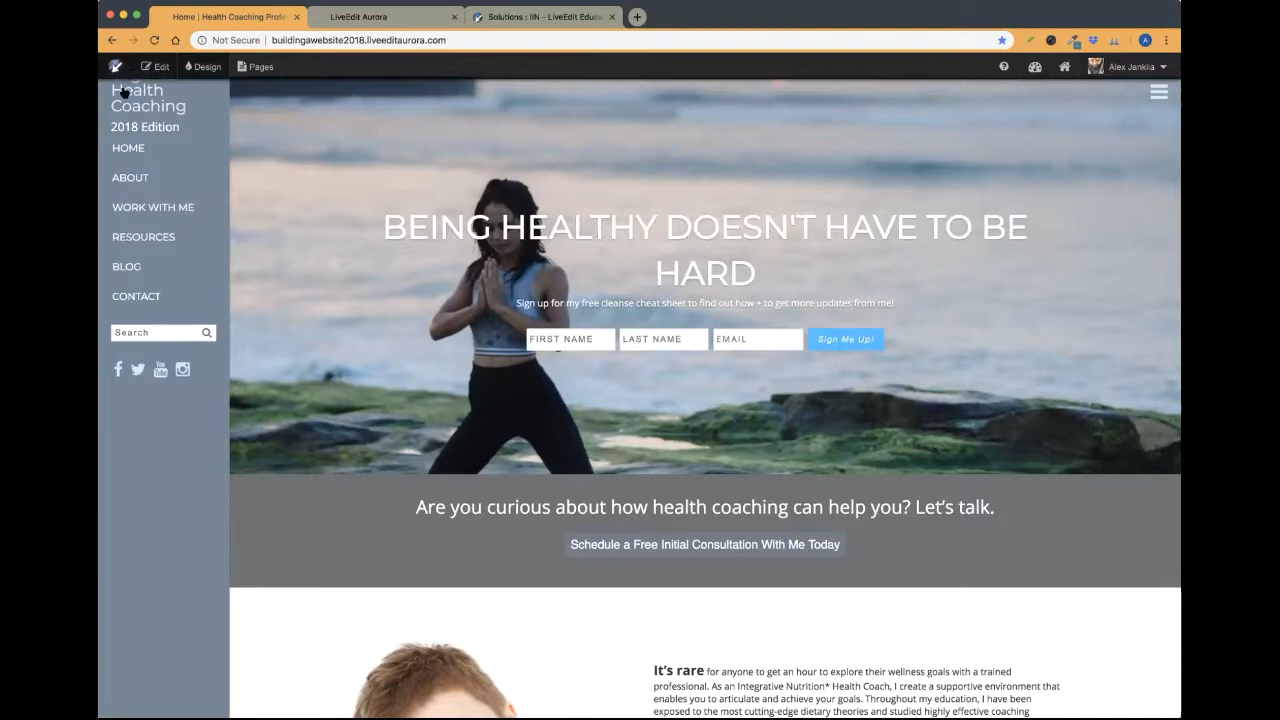 Home | Health Coaching Profe
LiveEdit Aurora
Solutions : IIN - LiveEdit Educa
Not Secure
buildingawebsite2018.liveeditaurora.com
Edit
Design
Pages
Alex Jankila
Health
Coaching
2018 Edition
HOME
ABOUT
WORK WITH ME
RESOURCES
BLOG
CONTACT
Search
BEING HEALTHY DOESN'T HAVE TO BE
HARD
Sign up for my free cleanse cheat sheet to find out how + to get more updates from me!
FIRST NAME
LAST NAME
EMAIL
Sign Me Up!
Are you curious about how health coaching can help you? Let's talk.
Schedule a Free Initial Consultation With Me Today
It's rare for anyone to get an hour to explore their wellness goals with a trained
professional. As an Integrative Nutrition* Health Coach, I create a supportive environment that
enables you to articulate and achieve your goals. Throughout my education, I have been
exposed to the most cutting-edge dietary theories and studied highly effective coaching